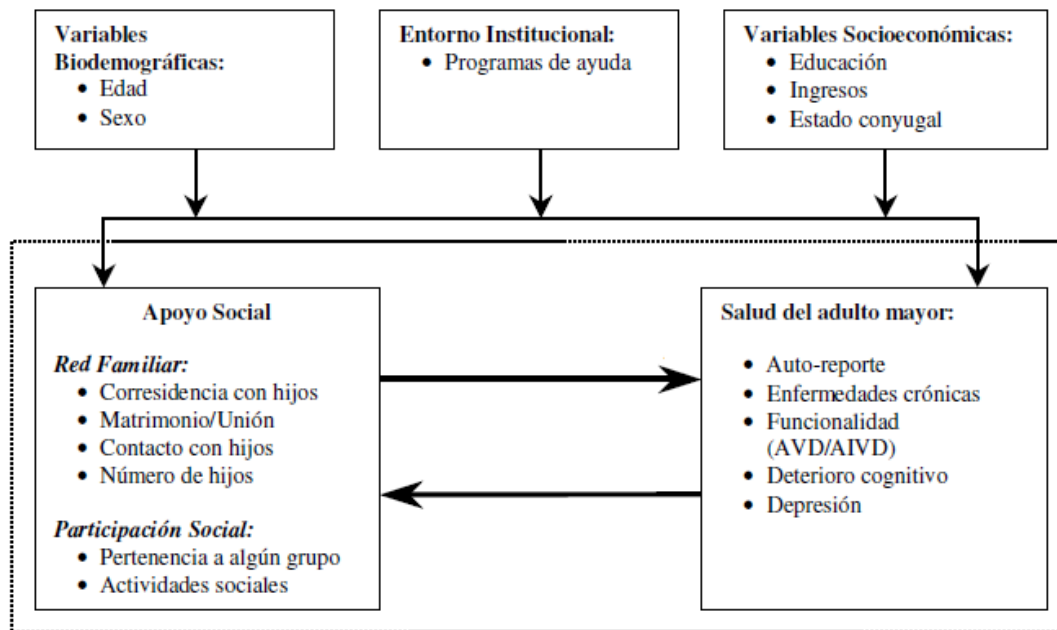 Variables
Biodemográficas:
• Edad
• Sexo
Entorno Institucional:
• Programas de ayuda
Variables Socioeconómicas:
• Educación
• Ingresos
• Estado conyugal
Apoyo Social
Red Familiar:
• Corresidencia con hijos
• Matrimonio/Unión
• Contacto con hijos
• Número de hijos
Participación Social:
• Pertenencia a algún grupo
• Actividades sociales
Salud del adulto mayor:
• Auto-reporte
• Enfermedades crónicas
• Funcionalidad
(AVD/AIVD)
• Deterioro cognitivo
• Depresión